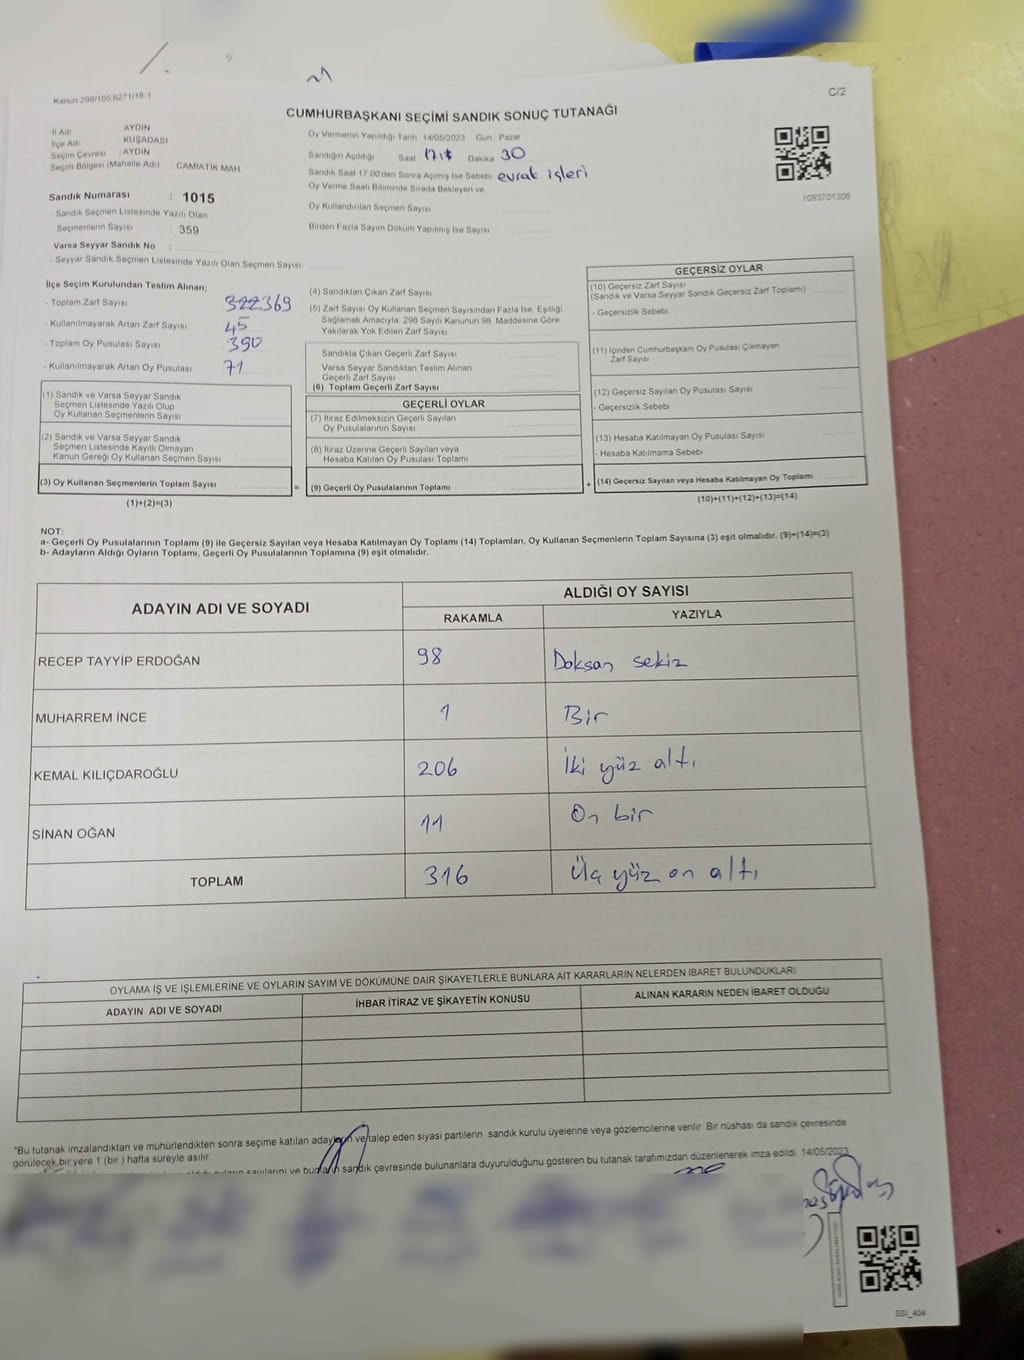 Kanun 298/105 6271/18-1
C/2
CUMHURBAŞKANI SEÇİMİ SANDIK SONUÇ TUTANAĞI
İl Adı AYDIN
İlçe Adı KUŞADASI
Seçim Çevresi : AYDIN
Seçim Bölgesi (Mahalle Adı) CAMİATİK MAH
Sandık Numarası : 1015
- Sandık Seçmen Listesinde Yazılı Olan
Seçmenlerin Sayısı : 359
Varsa Seyyar Sandık No :
- Seyyar Sandık Seçmen Listesinde Yazılı Olan Seçmen Sayısı
Oy Vermenin Yapıldığı Tarih 14/05/2023 Gün Pazar
Sandığın Açıldığı Saat 17 Dakika 30
Sandık Saat 17.00'den Sonra Açılmış İse Sebebi evrak işleri
Oy Verme Saati Bitiminde Sırada Bekleyen ve
Oy Kullandırılan Seçmen Sayısı
Birden Fazla Sayım Döküm Yapılmış İse Sayısı
1093701306
İlçe Seçim Kurulundan Teslim Alınan;
- Toplam Zarf Sayısı 322 369
- Kullanılmayarak Artan Zarf Sayısı 45
- Toplam Oy Pusulası Sayısı 390
- Kullanılmayarak Artan Oy Pusulası 71
(1) Sandık ve Varsa Seyyar Sandık
Seçmen Listesinde Yazılı Olup
Oy Kullanan Seçmenlerin Sayısı
(2) Sandık ve Varsa Seyyar Sandık
Seçmen Listesinde Kayıtlı Olmayan
Kanun Gereği Oy Kullanan Seçmen Sayısı
(3) Oy Kullanan Seçmenlerin Toplam Sayısı
=
(1)+(2)=(3)
(4) Sandıktan Çıkan Zarf Sayısı
(5) Zarf Sayısı Oy Kullanan Seçmen Sayısından Fazla İse, Eşitliği
Sağlamak Amacıyla, 298 Sayılı Kanunun 98. Maddesine Göre
Yakılarak Yok Edilen Zarf Sayısı
Sandıkta Çıkan Geçerli Zarf Sayısı
Varsa Seyyar Sandıktan Teslim Alınan
Geçerli Zarf Sayısı
(6) Toplam Geçerli Zarf Sayısı
GEÇERLİ OYLAR
(7) İtiraz Edilmeksizin Geçerli Sayılan
Oy Pusulalarının Sayısı
(8) İtiraz Üzerine Geçerli Sayılan veya
Hesaba Katılan Oy Pusulası Toplamı
(9) Geçerli Oy Pusulalarının Toplamı
+
GEÇERSİZ OYLAR
(10) Geçersiz Zarf Sayısı
(Sandık ve Varsa Seyyar Sandık Geçersiz Zarf Toplamı)
- Geçersizlik Sebebi
(11) İçinden Cumhurbaşkanı Oy Pusulası Çıkmayan
Zarf Sayısı
(12) Geçersiz Sayılan Oy Pusulası Sayısı
- Geçersizlik Sebebi
(13) Hesaba Katılmayan Oy Pusulası Sayısı
- Hesaba Katılmama Sebebi
(14) Geçersiz Sayılan veya Hesaba Katılmayan Oy Toplamı
(10)+(11)+(12)+(13)=(14)
NOT:
a- Geçerli Oy Pusulalarının Toplamı (9) ile Geçersiz Sayılan veya Hesaba Katılmayan Oy Toplamı (14) Toplamları, Oy Kullanan Seçmenlerin Toplam Sayısına (3) eşit olmalıdır. (9)+(14)=(3)
b- Adayların Aldığı Oyların Toplamı, Geçerli Oy Pusulalarının Toplamına (9) eşit olmalıdır.
ADAYIN ADI VE SOYADI
ALDIĞI OY SAYISI
RAKAMLA YAZIYLA
RECEP TAYYİP ERDOĞAN 98 Doksan sekiz
MUHARREM İNCE 1 Bir
KEMAL KILIÇDAROĞLU 206 İki yüz altı
SİNAN OĞAN 11 On bir
TOPLAM 316 Üç yüz on altı
OYLAMA İŞ VE İŞLEMLERİNE VE OYLARIN SAYIM VE DÖKÜMÜNE DAİR ŞİKAYETLERLE BUNLARA AİT KARARLARIN NELERDEN İBARET BULUNDUKLARI
ADAYIN ADI VE SOYADI İHBAR İTİRAZ VE ŞİKAYETİN KONUSU ALINAN KARARIN NEDEN İBARET OLDUĞU
*Bu tutanak imzalandıktan ve mühürlendikten sonra seçime katılan adayların ve talep eden siyasi partilerin sandık kurulu üyelerine veya gözlemcilerine verilir. Bir nüshası da sandık çevresinde
görülecek bir yere 1 (bir) hafta süreyle asılır.
sayılarını ve bunların sandık çevresinde bulunanlara duyurulduğunu gösteren bu tutanak tarafımızdan düzenlenerek imza edildi. 14/05/2023
SSI_404